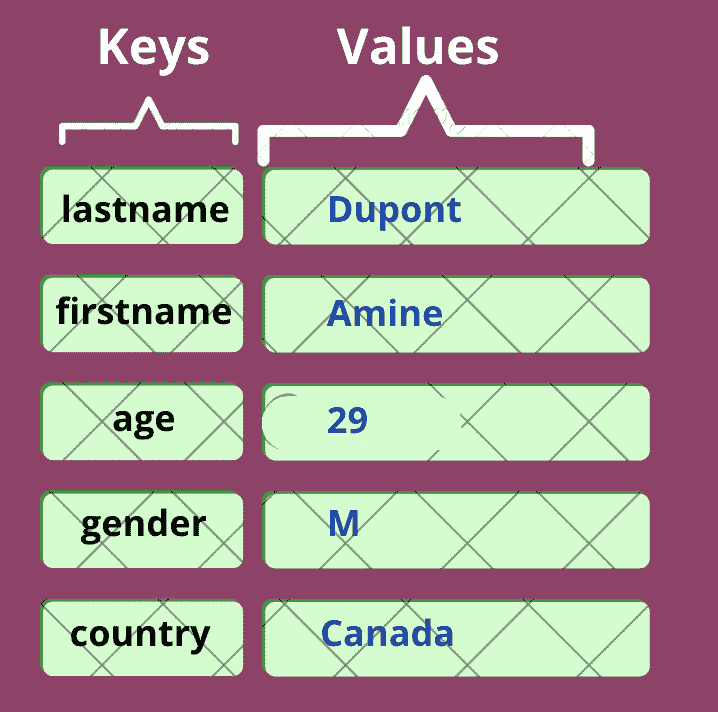 Keys Values
lastname Dupont
firstname Amine
age 29
gender M
country Canada